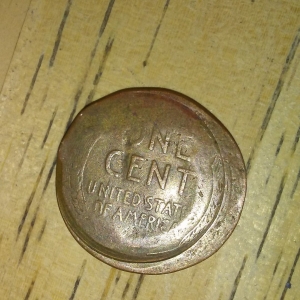 ONE
CENT
UNITED STAT
OF AMERIC